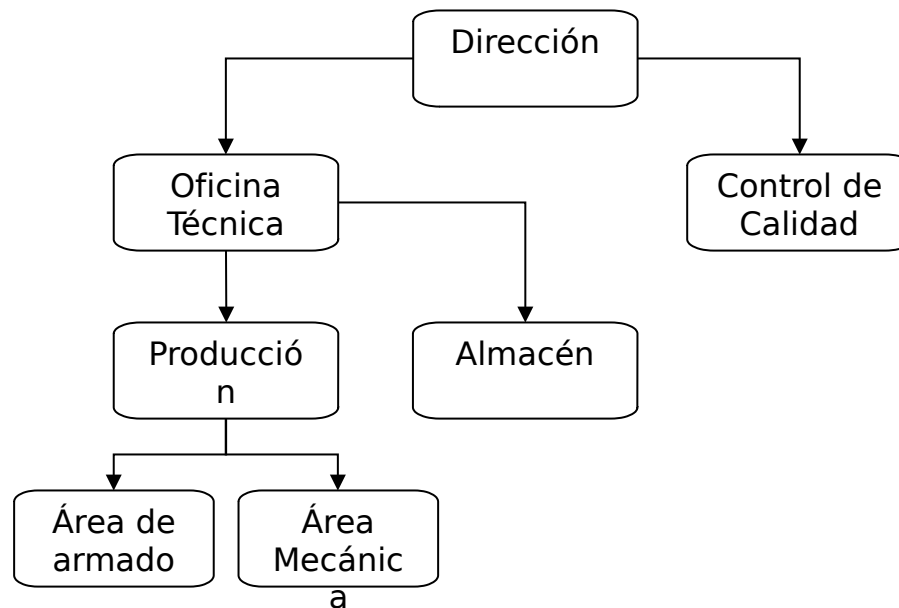 Dirección
Oficina
Técnica
Control de
Calidad
Producció
n
Almacén
Área de
armado
Área
Mecánic
a